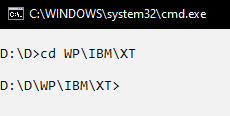 C:\WINDOWS\system32\cmd.exe
D:\D>cd WP\IBM\XT
D:\D\WP\IBM\XT>